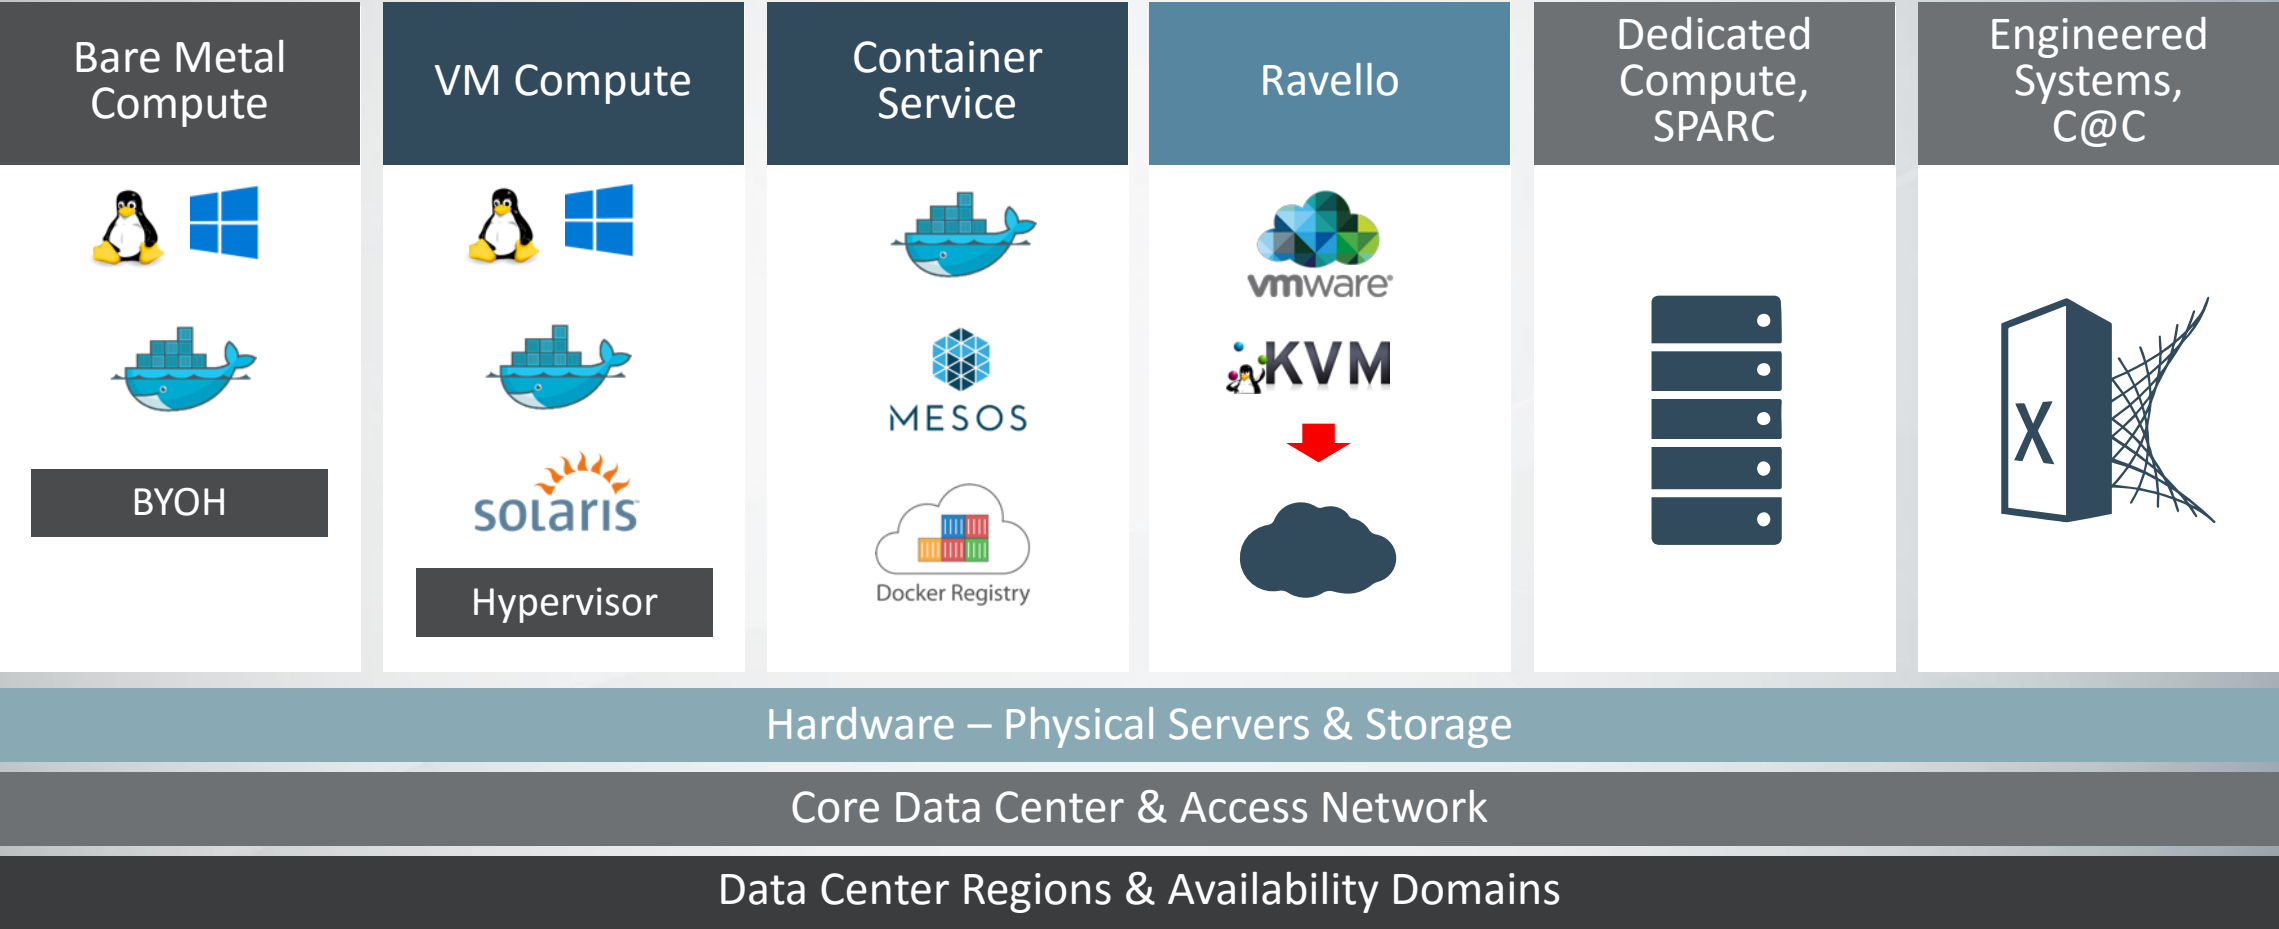 Bare Metal
Compute
VM Compute
Container
Service
Ravello
Dedicated
Compute,
SPARC
Engineered
Systems,
C@C
BYOH
solaris
Hypervisor
MESOS
Docker Registry
vmware®
KVM
X
Hardware – Physical Servers & Storage
Core Data Center & Access Network
Data Center Regions & Availability Domains